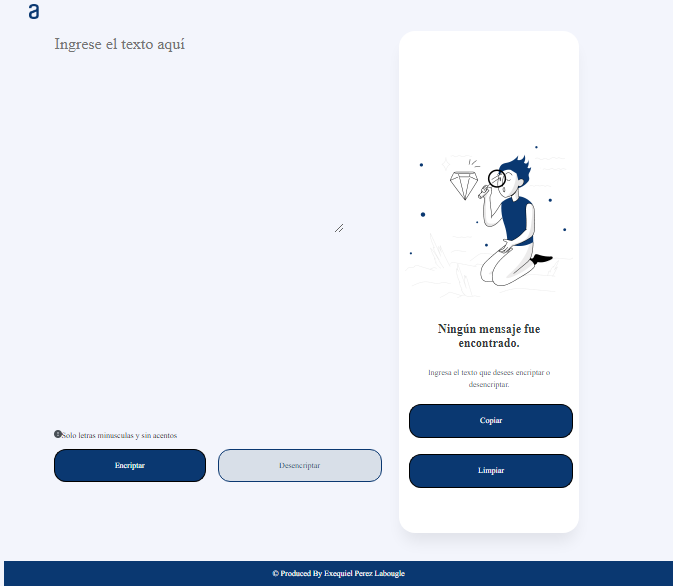 a
Ingrese el texto aquí
Ningún mensaje fue
encontrado.
Ingresa el texto que desees encriptar o
desencriptar.
Copiar
Limpiar
Solo letras minusculas y sin acentos
Encriptar
Desencriptar
© Produced By Exequiel Perez Labougle